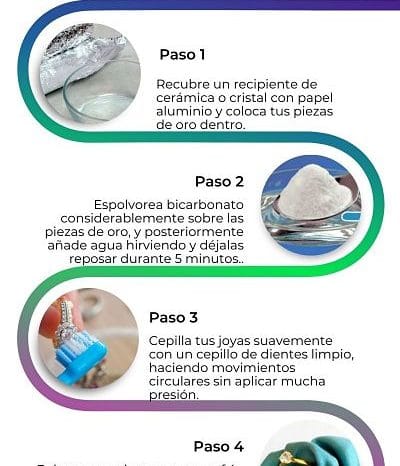 Paso 1
Recubre un recipiente de
cerámica o cristal con papel
aluminio y coloca tus piezas
de oro dentro.
Paso 2
Espolvorea bicarbonato
considerablemente sobre las
piezas de oro, y posteriormente
añade agua hirviendo y déjalas
reposar durante 5 minutos..
Paso 3
Cepilla tus joyas suavemente
con un cepillo de dientes limpio,
haciendo movimientos
circulares sin aplicar mucha
presión.
Paso 4